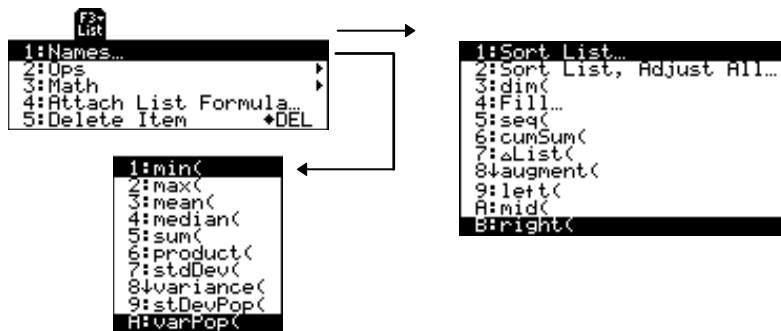 F3▾
List
1:Names…
2:Ops ▸
3:Math ▸
4:Attach List Formula…
5:Delete Item ◆DEL
1:Sort List…
2:Sort List, Adjust All…
3:dim(
4:Fill…
5:seq(
6:cumSum(
7:△List(
8↓augment(
9:left(
A:mid(
B:right(
1:min(
2:max(
3:mean(
4:median(
5:sum(
6:product(
7:stdDev(
8↓variance(
9:stDevPop(
A:varPop(